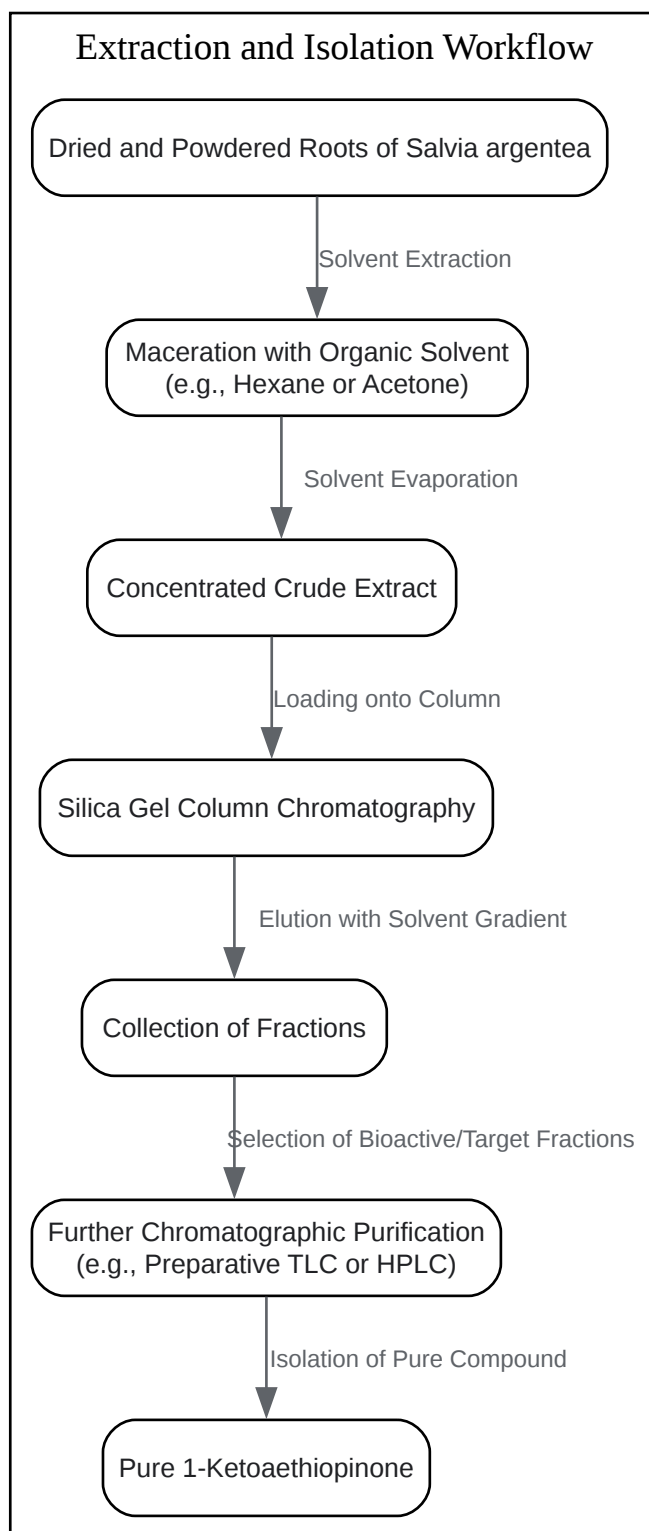 Extraction and Isolation Workflow
Dried and Powdered Roots of Salvia argentea
Solvent Extraction
Maceration with Organic Solvent
(e.g., Hexane or Acetone)
Solvent Evaporation
Concentrated Crude Extract
Loading onto Column
Silica Gel Column Chromatography
Elution with Solvent Gradient
Collection of Fractions
Selection of Bioactive/Target Fractions
Further Chromatographic Purification
(e.g., Preparative TLC or HPLC)
Isolation of Pure Compound
Pure 1-Ketoaethiopinone